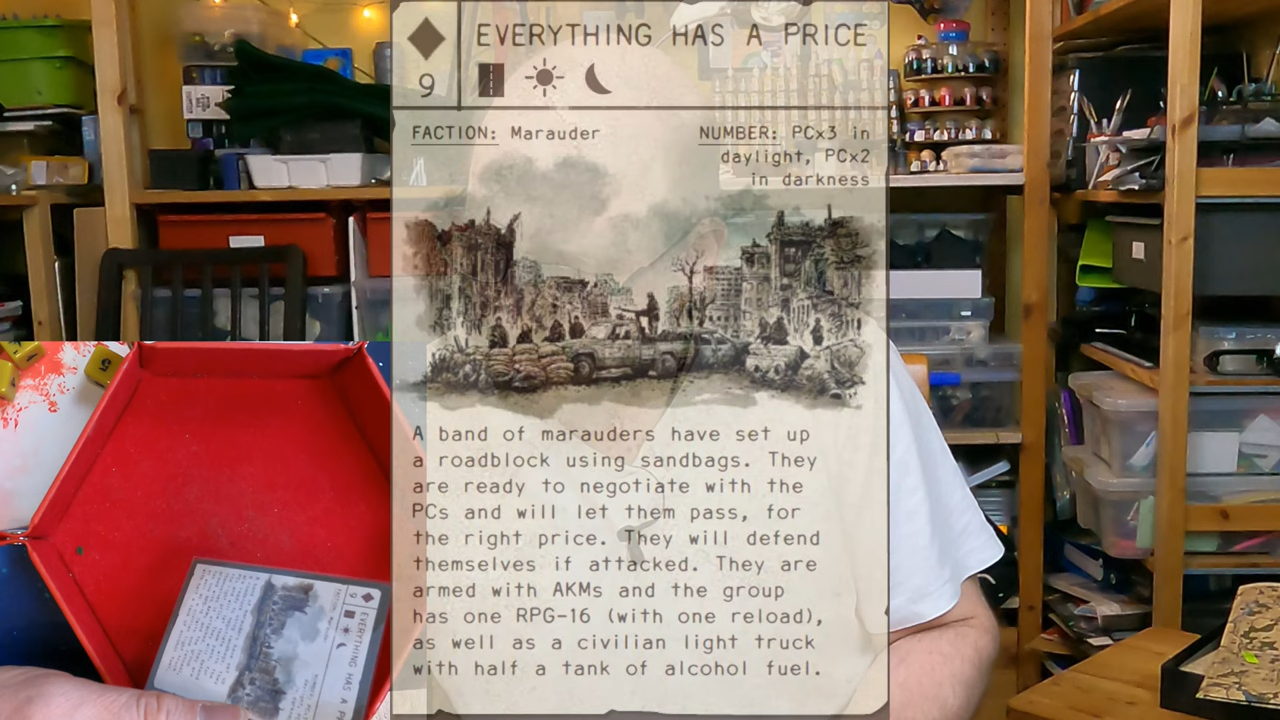 EVERYTHING HAS A PRICE
9
FACTION: Marauder
NUMBER: PCx3 in
daylight, PCx2
in darkness
A band of marauders have set up
a roadblock using sandbags. They
are ready to negotiate with the
PCs and will let them pass, for
the right price. They will defend
themselves if attacked. They are
armed with AKMs and the group
has one RPG-16 (with one reload),
as well as a civilian light truck
with half a tank of alcohol fuel.
9
EVERYTHING HAS A P